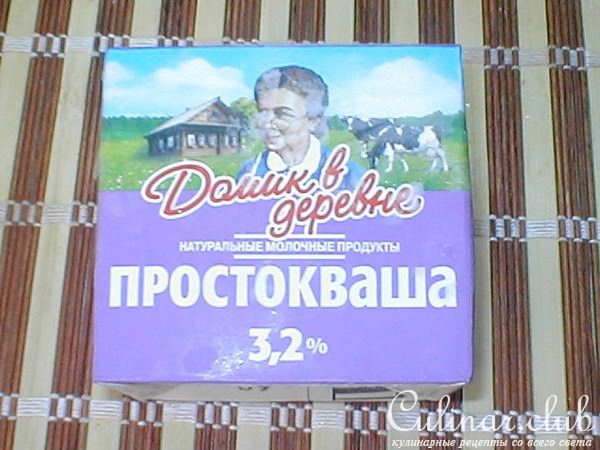 Домик в
деревне
НАТУРАЛЬНЫЕ МОЛОЧНЫЕ ПРОДУКТЫ
ПРОСТОКВАША
3,2%
Culinar.club
кулинарные рецепты со всего света